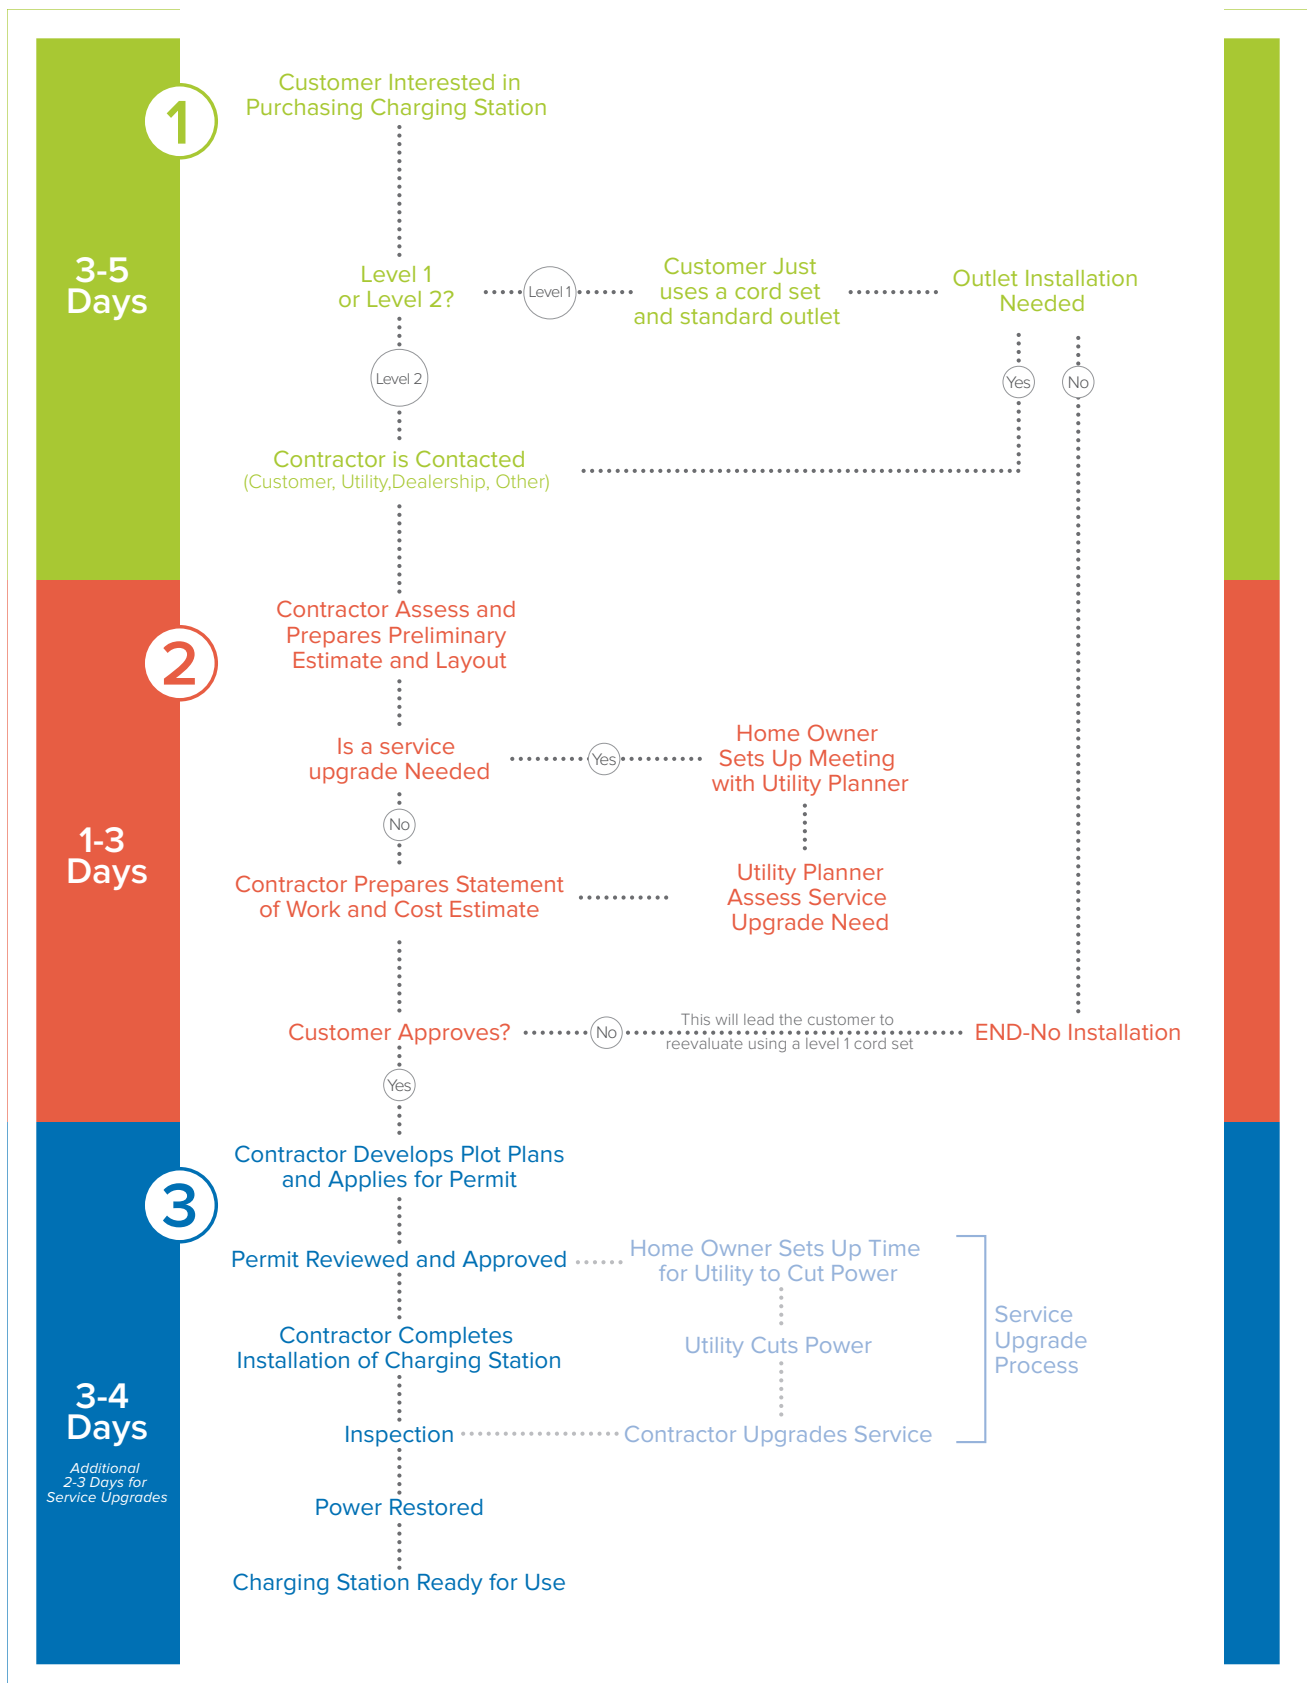 1
Customer Interested in
Purchasing Charging Station
3-5
Days
Level 1
or Level 2?
Level 1
Customer Just
uses a cord set
and standard outlet
Outlet Installation
Needed
Level 2
Yes
No
Contractor is Contacted
(Customer, Utility,Dealership, Other)
2
Contractor Assess and
Prepares Preliminary
Estimate and Layout
1-3
Days
Is a service
upgrade Needed
Yes
Home Owner
Sets Up Meeting
with Utility Planner
No
Contractor Prepares Statement
of Work and Cost Estimate
Utility Planner
Assess Service
Upgrade Need
Customer Approves?
No
This will lead the customer to
reevaluate using a level 1 cord set
END-No Installation
Yes
3
Contractor Develops Plot Plans
and Applies for Permit
Permit Reviewed and Approved
Home Owner Sets Up Time
for Utility to Cut Power
Contractor Completes
Installation of Charging Station
Utility Cuts Power
Service
Upgrade
Process
3-4
Days
Additional
2-3 Days for
Service Upgrades
Inspection
Contractor Upgrades Service
Power Restored
Charging Station Ready for Use